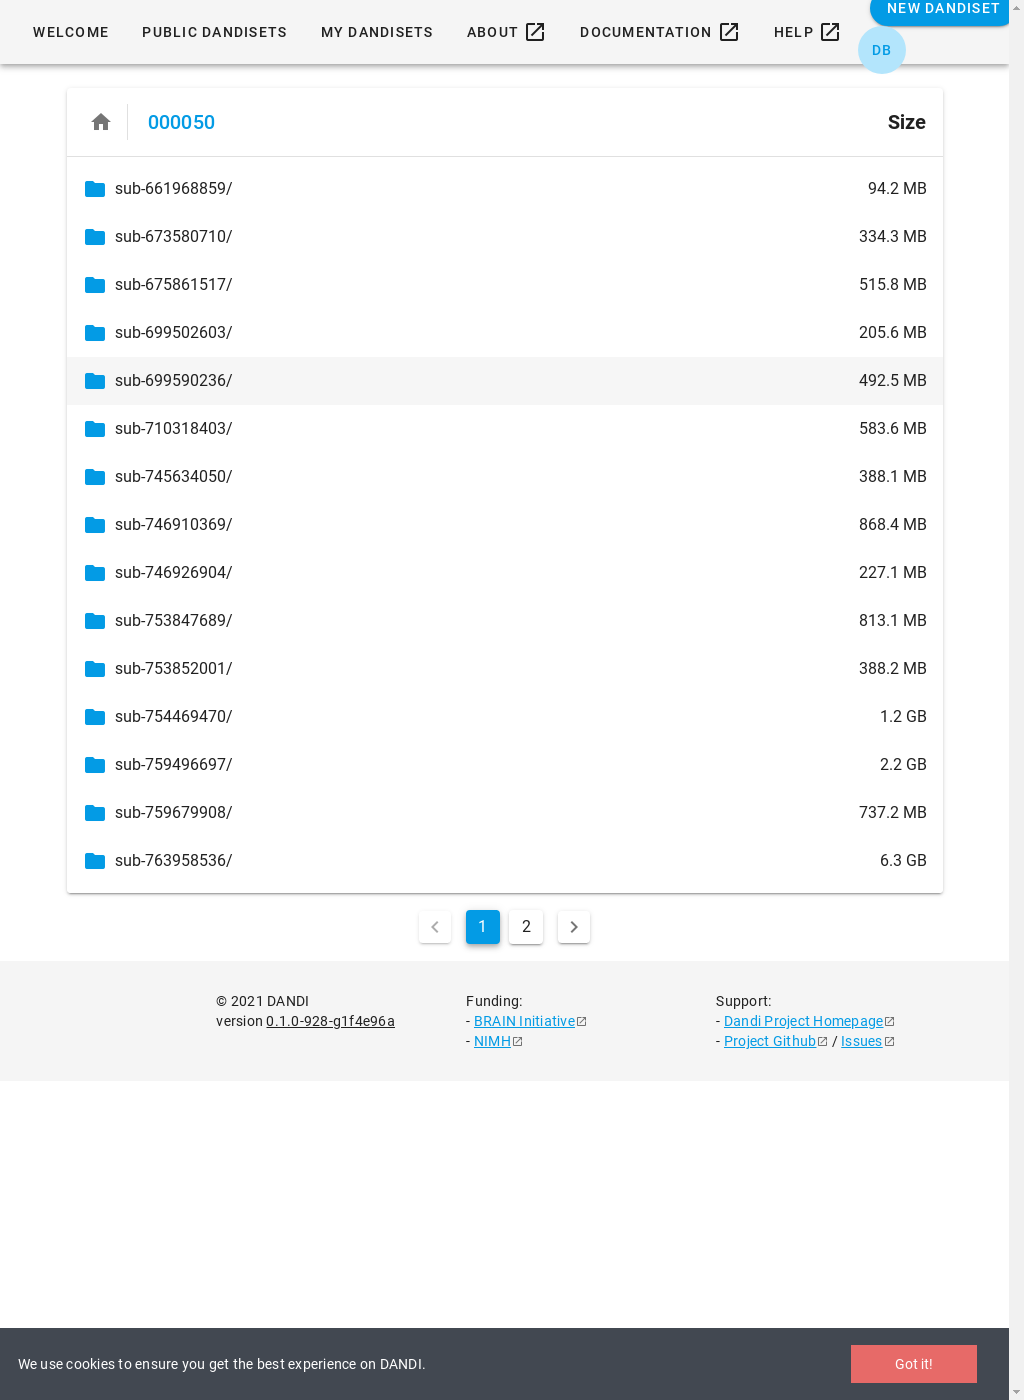 WELCOME PUBLIC DANDISETS MY DANDISETS ABOUT DOCUMENTATION HELP NEW DANDISET
DB
000050 Size
sub-661968859/ 94.2 MB
sub-673580710/ 334.3 MB
sub-675861517/ 515.8 MB
sub-699502603/ 205.6 MB
sub-699590236/ 492.5 MB
sub-710318403/ 583.6 MB
sub-745634050/ 388.1 MB
sub-746910369/ 868.4 MB
sub-746926904/ 227.1 MB
sub-753847689/ 813.1 MB
sub-753852001/ 388.2 MB
sub-754469470/ 1.2 GB
sub-759496697/ 2.2 GB
sub-759679908/ 737.2 MB
sub-763958536/ 6.3 GB
1 2
© 2021 DANDI
version 0.1.0-928-g1f4e96a
Funding:
- BRAIN Initiative
- NIMH
Support:
- Dandi Project Homepage
- Project Github / Issues
We use cookies to ensure you get the best experience on DANDI. Got it!